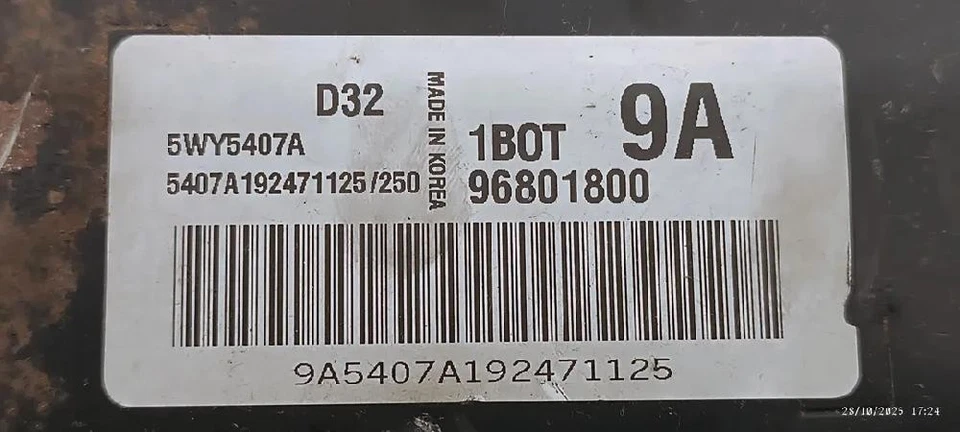 D32
5WY5407A
5407A192471125/250
MADE IN KOREA
1BOT
9A
96801800
9A5407A192471125
28/10/2025 17:24